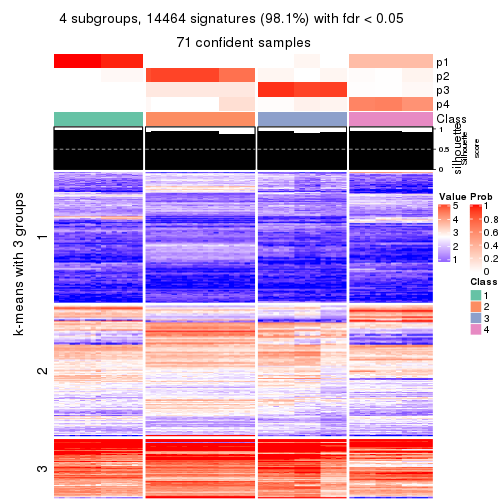 4 subgroups, 14464 signatures (98.1%) with fdr < 0.05
71 confident samples
p1
p2
p3
p4
Class
1
0.5
0
silhouette
Silhouette
score
k-means with 3 groups
1
2
3
Value
5
4
3
2
1
Prob
1
0.8
0.6
0.4
0.2
0
Class
1
2
3
4